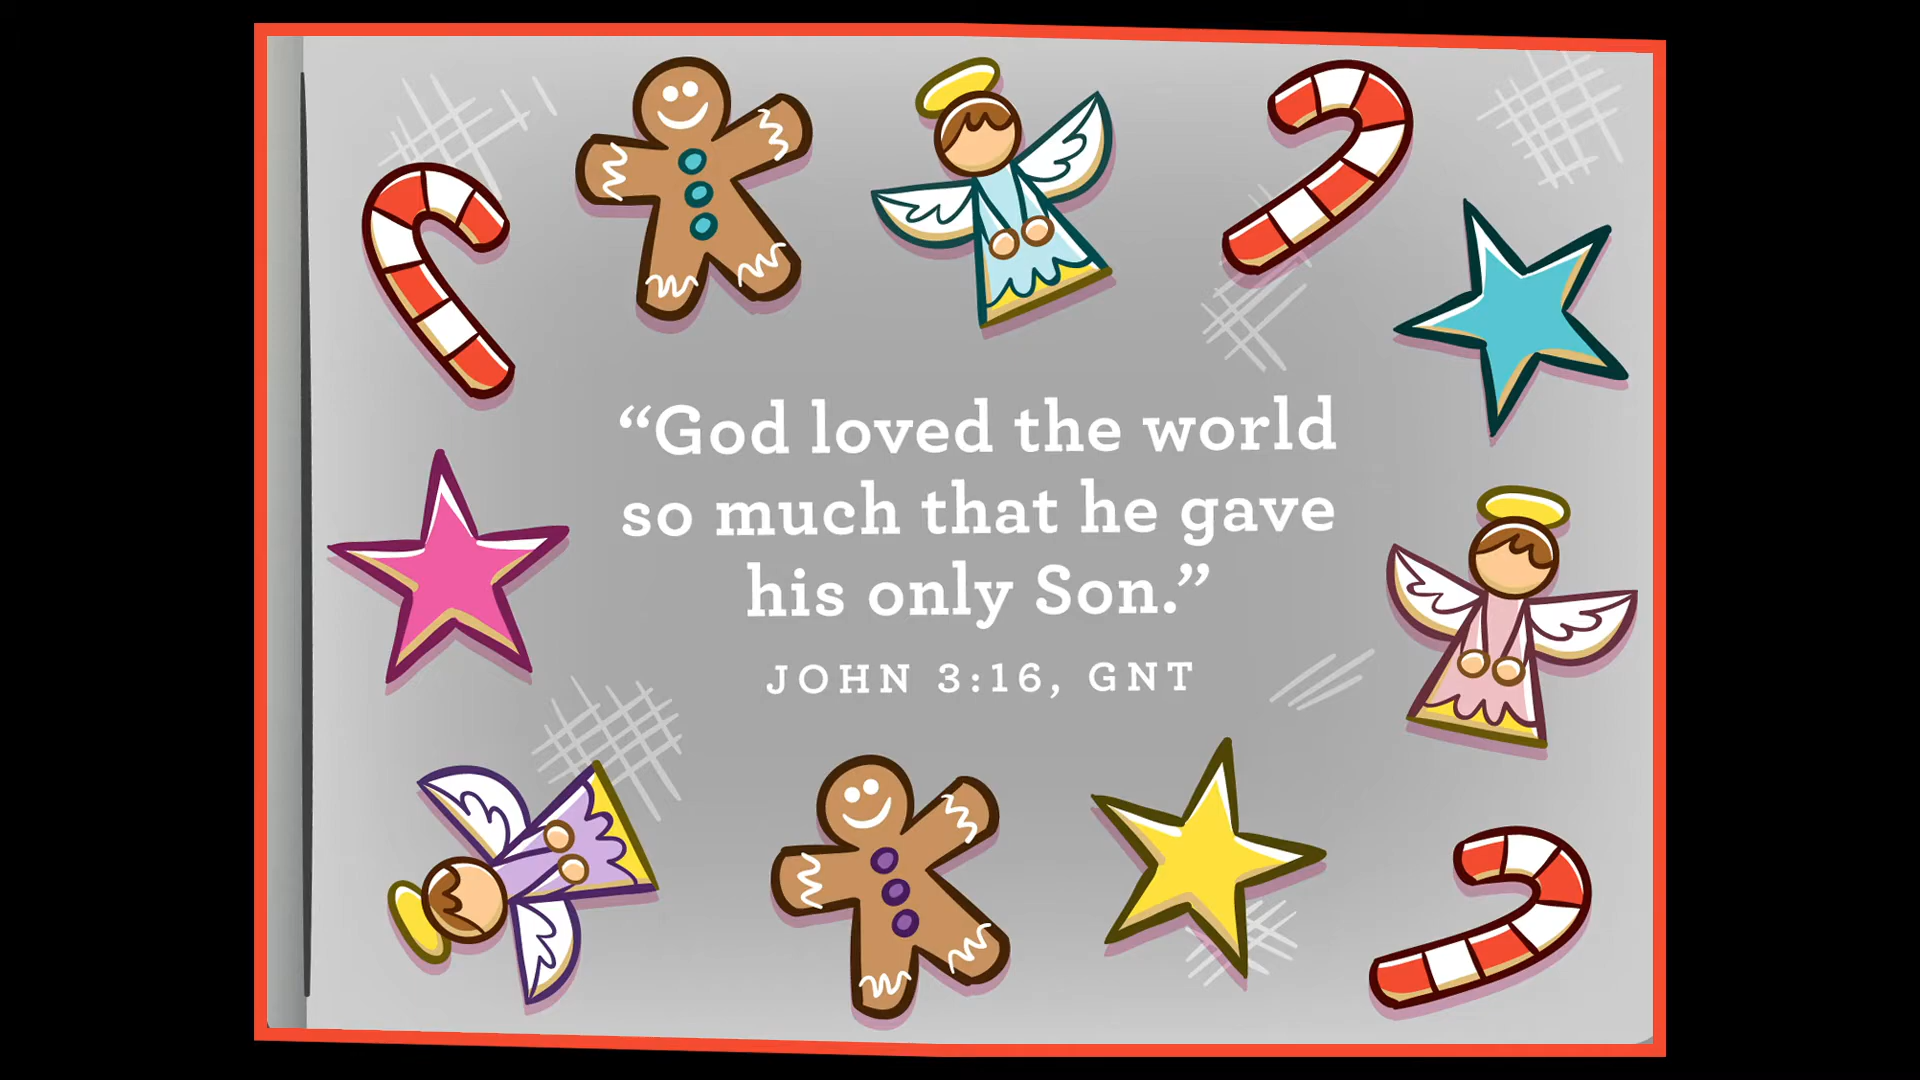 “God loved the world
so much that he gave
his only Son.”
JOHN 3:16, GNT